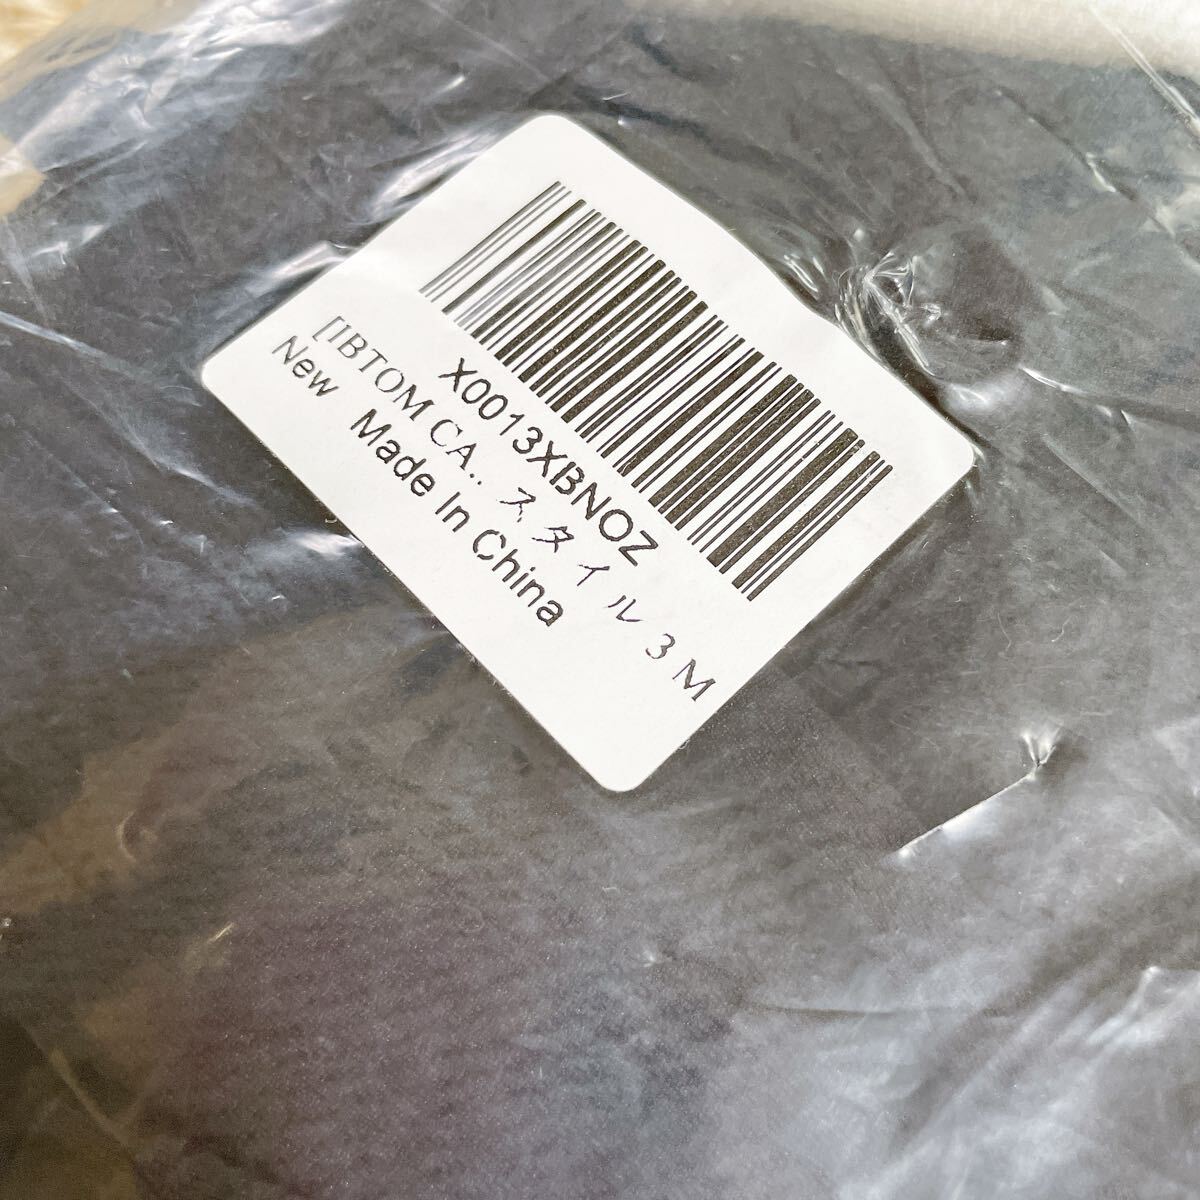 X0013XBNOZ
[IBTOM CA.. スタイル 3 M
New Made In China